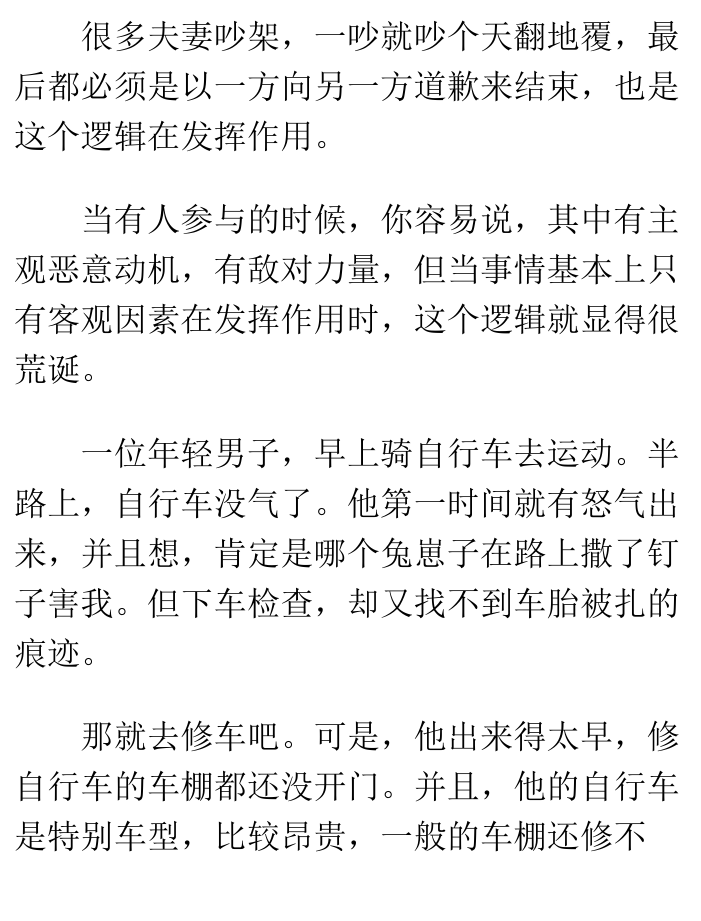 很多夫妻吵架，一吵就吵个天翻地覆，最
后都必须是以一方向另一方道歉来结束，也是
这个逻辑在发挥作用。
当有人参与的时候，你容易说，其中有主
观恶意动机，有敌对力量，但当事情基本上只
有客观因素在发挥作用时，这个逻辑就显得很
荒诞。
一位年轻男子，早上骑自行车去运动。半
路上，自行车没气了。他第一时间就有怒气出
来，并且想，肯定是哪个兔崽子在路上撒了钉
子害我。但下车检查，却又找不到车胎被扎的
痕迹。
那就去修车吧。可是，他出来得太早，修
自行车的车棚都还没开门。并且，他的自行车
是特别车型，比较昂贵，一般的车棚还修不